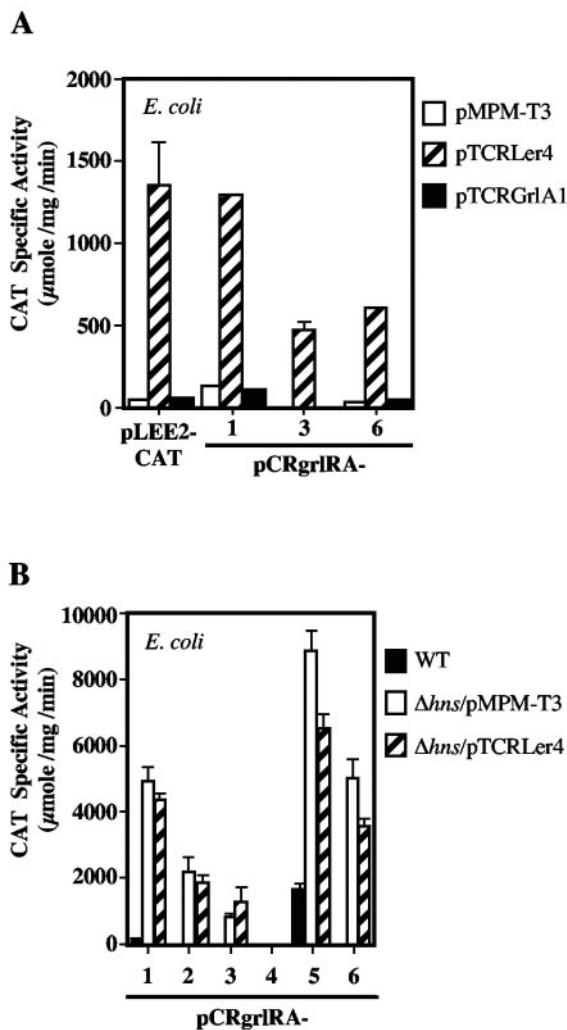 A
2000
1500
1000
500
0
CAT Specific Activity
(µmole /mg /min)
E. coli
pMPM-T3
pTCRLer4
pTCRGrlA1
pLEE2-
CAT
1 3 6
pCRgrlRA-
B
10000
8000
6000
4000
2000
0
CAT Specific Activity
(µmole /mg /min)
E. coli
WT
Δhns/pMPM-T3
Δhns/pTCRLer4
1 2 3 4 5 6
pCRgrlRA-